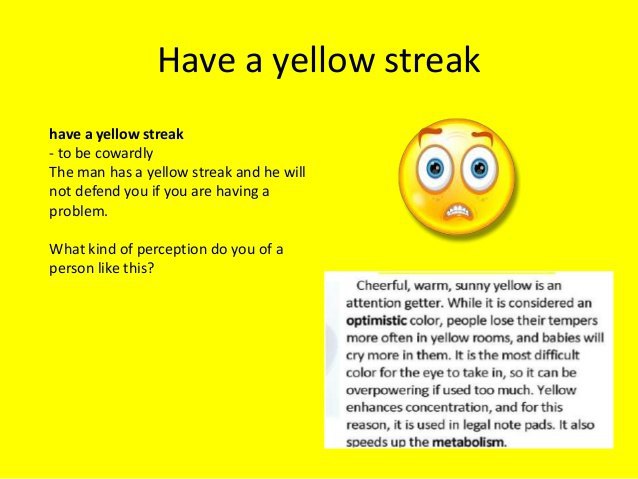 Have a yellow streak
have a yellow streak
- to be cowardly
The man has a yellow streak and he will
not defend you if you are having a
problem.
What kind of perception do you of a
person like this?
Cheerful, warm, sunny yellow is an
attention getter. While it is considered an
optimistic color, people lose their tempers
more often in yellow rooms, and babies will
cry more in them. It is the most difficult
color for the eye to take in, so it can be
overpowering if used too much. Yellow
enhances concentration, and for this
reason, it is used in legal note pads. It also
speeds up the metabolism.